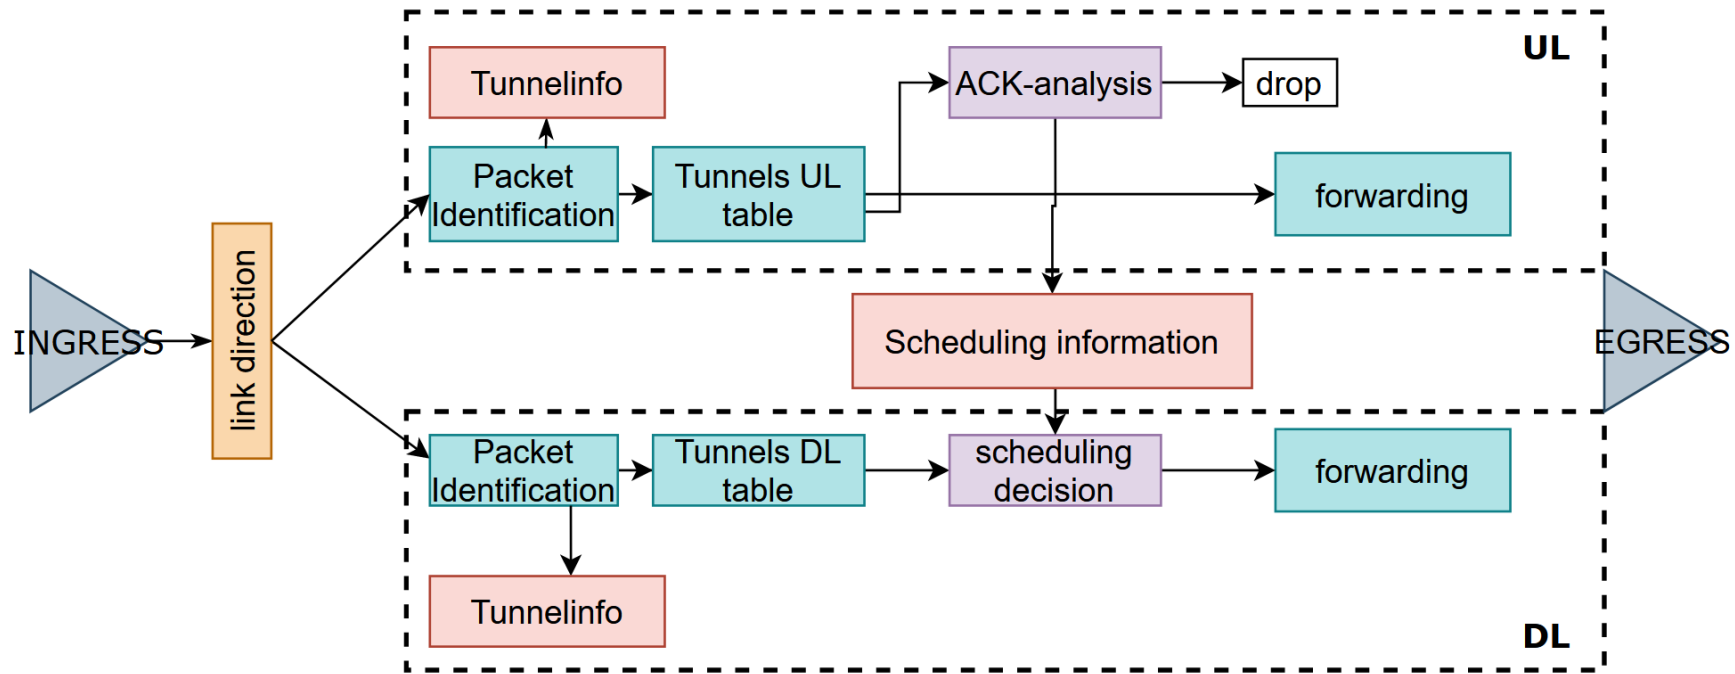 UL
Tunnelinfo
ACK-analysis
drop
Packet
Identification
Tunnels UL
table
forwarding
link direction
INGRESS
Scheduling information
EGRESS
Packet
Identification
Tunnels DL
table
scheduling
decision
forwarding
Tunnelinfo
DL